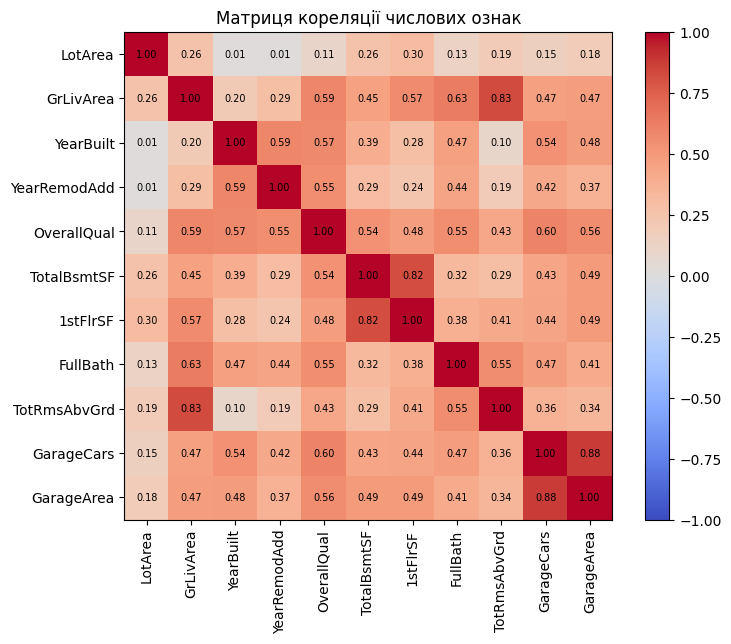 Матриця кореляції числових ознак
LotArea 1.00 0.26 0.01 0.01 0.11 0.26 0.30 0.13 0.19 0.15 0.18
GrLivArea 0.26 1.00 0.20 0.29 0.59 0.45 0.57 0.63 0.83 0.47 0.47
YearBuilt 0.01 0.20 1.00 0.59 0.57 0.39 0.28 0.47 0.10 0.54 0.48
YearRemodAdd 0.01 0.29 0.59 1.00 0.55 0.29 0.24 0.44 0.19 0.42 0.37
OverallQual 0.11 0.59 0.57 0.55 1.00 0.54 0.48 0.55 0.43 0.60 0.56
TotalBsmtSF 0.26 0.45 0.39 0.29 0.54 1.00 0.82 0.32 0.29 0.43 0.49
1stFlrSF 0.30 0.57 0.28 0.24 0.48 0.82 1.00 0.38 0.41 0.44 0.49
FullBath 0.13 0.63 0.47 0.44 0.55 0.32 0.38 1.00 0.55 0.47 0.41
TotRmsAbvGrd 0.19 0.83 0.10 0.19 0.43 0.29 0.41 0.55 1.00 0.36 0.34
GarageCars 0.15 0.47 0.54 0.42 0.60 0.43 0.44 0.47 0.36 1.00 0.88
GarageArea 0.18 0.47 0.48 0.37 0.56 0.49 0.49 0.41 0.34 0.88 1.00
LotArea
GrLivArea
YearBuilt
YearRemodAdd
OverallQual
TotalBsmtSF
1stFlrSF
FullBath
TotRmsAbvGrd
GarageCars
GarageArea
1.00
0.75
0.50
0.25
0.00
−0.25
−0.50
−0.75
−1.00